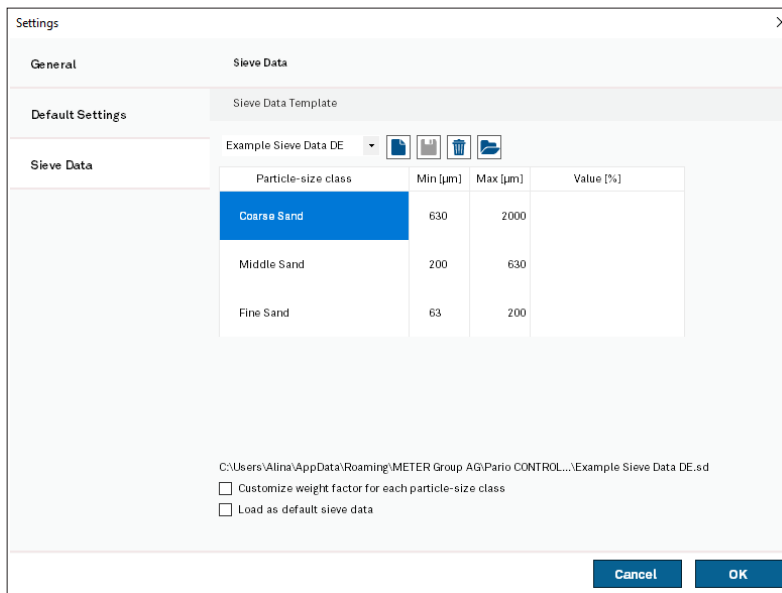 Settings
General
Sieve Data
Default Settings
Sieve Data Template
Sieve Data
Example Sieve Data DE
Particle-size class Min [µm] Max [µm] Value [%]
Coarse Sand 630 2000
Middle Sand 200 630
Fine Sand 63 200
C:\Users\Alina\AppData\Roaming\METER Group AG\Pario CONTROL...\Example Sieve Data DE.sd
Customize weight factor for each particle-size class
Load as default sieve data
Cancel OK